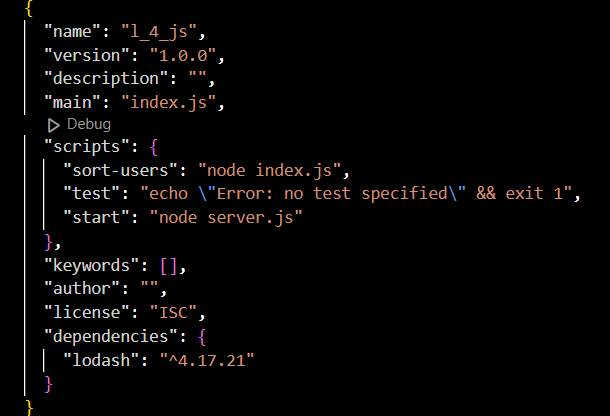 {
"name": "l_4_js",
"version": "1.0.0",
"description": "",
"main": "index.js",
Debug
"scripts": {
"sort-users": "node index.js",
"test": "echo \"Error: no test specified\" && exit 1",
"start": "node server.js"
},
"keywords": [],
"author": "",
"license": "ISC",
"dependencies": {
"lodash": "^4.17.21"
}
}